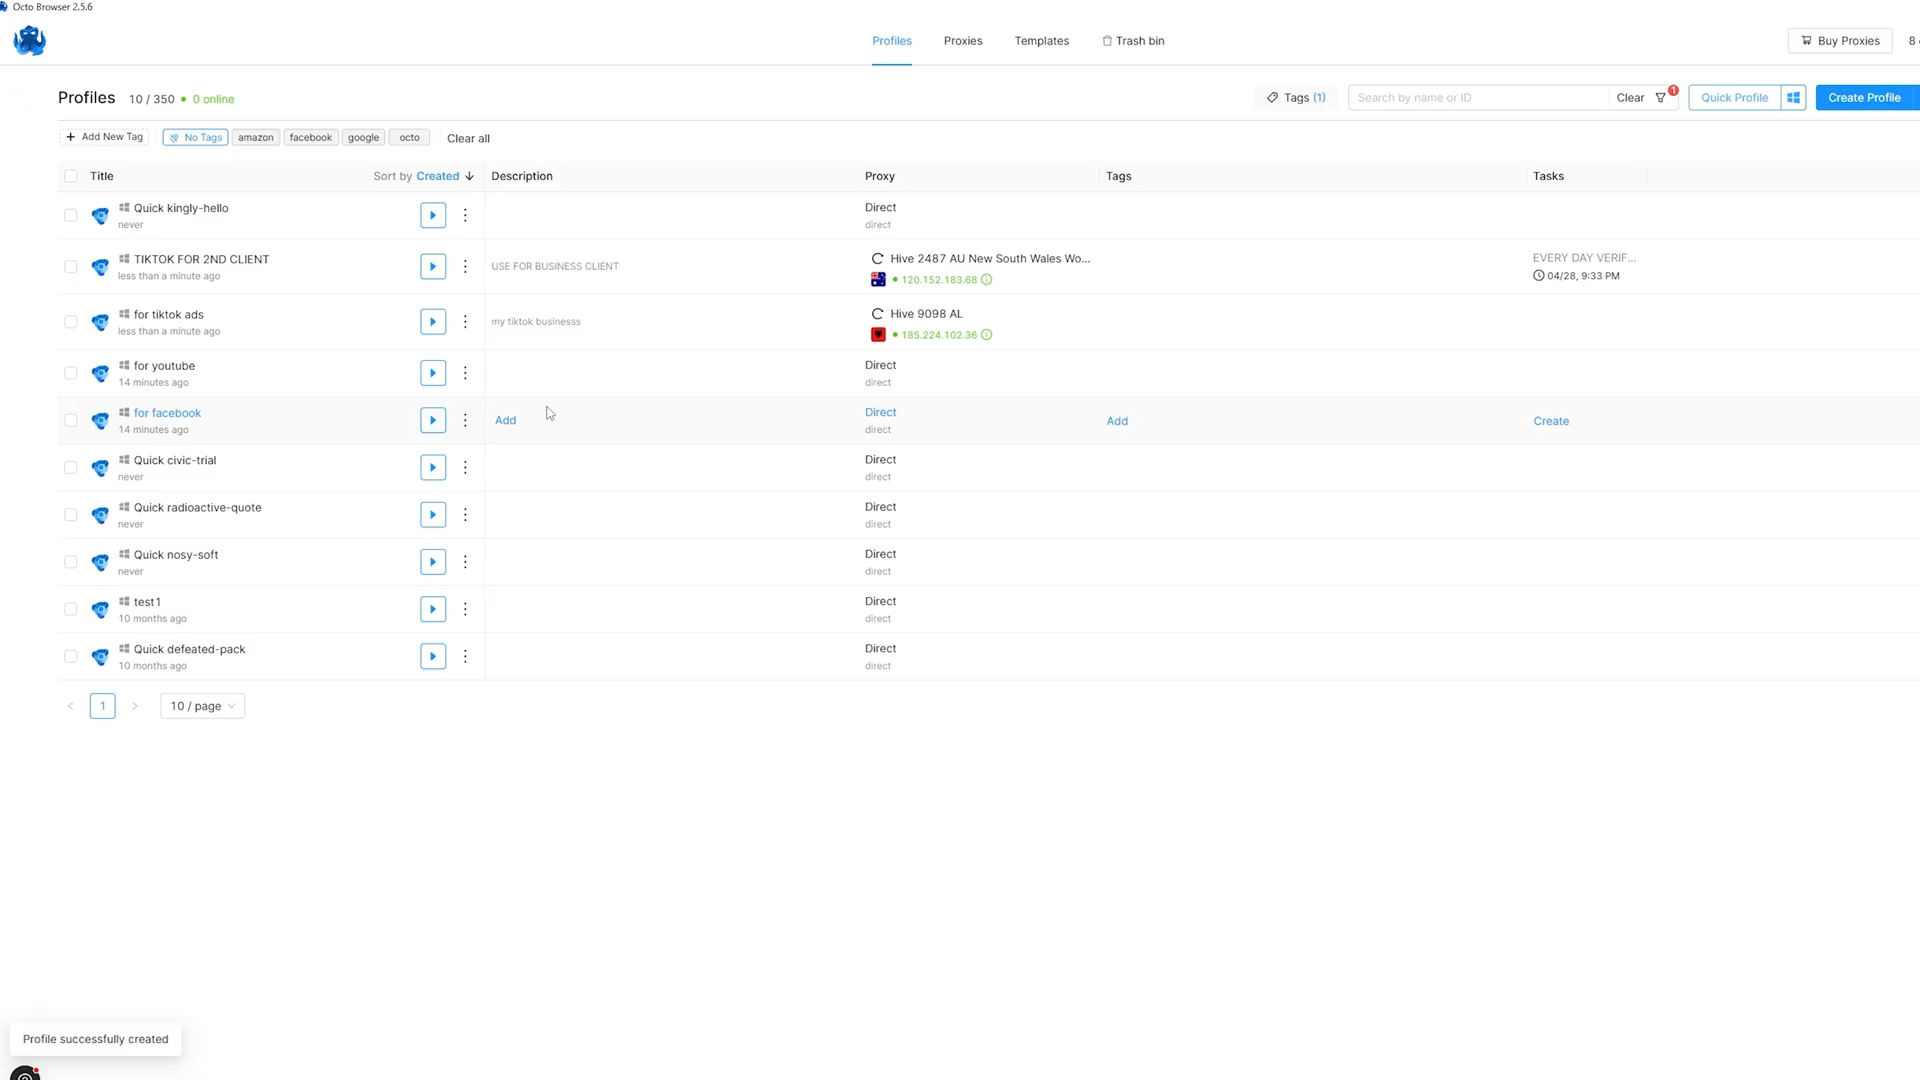 Octo Browser 2.5.6
Profiles Proxies Templates Trash bin
Buy Proxies 8
Profiles 10 / 350 • 0 online
Tags (1) Search by name or ID Clear 1 Quick Profile Create Profile
+ Add New Tag No Tags amazon facebook google octo Clear all
Title Sort by Created ↓ Description Proxy Tags Tasks
Quick kingly-hello Direct
never direct
TIKTOK FOR 2ND CLIENT USE FOR BUSINESS CLIENT Hive 2487 AU New South Wales Wo... EVERY DAY VERIF...
less than a minute ago 120.152.183.68 04/28, 9:33 PM
for tiktok ads my tiktok businesss Hive 9098 AL
less than a minute ago 185.224.102.36
for youtube Direct
14 minutes ago direct
for facebook Add Direct Add Create
14 minutes ago direct
Quick civic-trial Direct
never direct
Quick radioactive-quote Direct
never direct
Quick nosy-soft Direct
never direct
test1 Direct
10 months ago direct
Quick defeated-pack Direct
10 months ago direct
< 1 > 10 / page
Profile successfully created